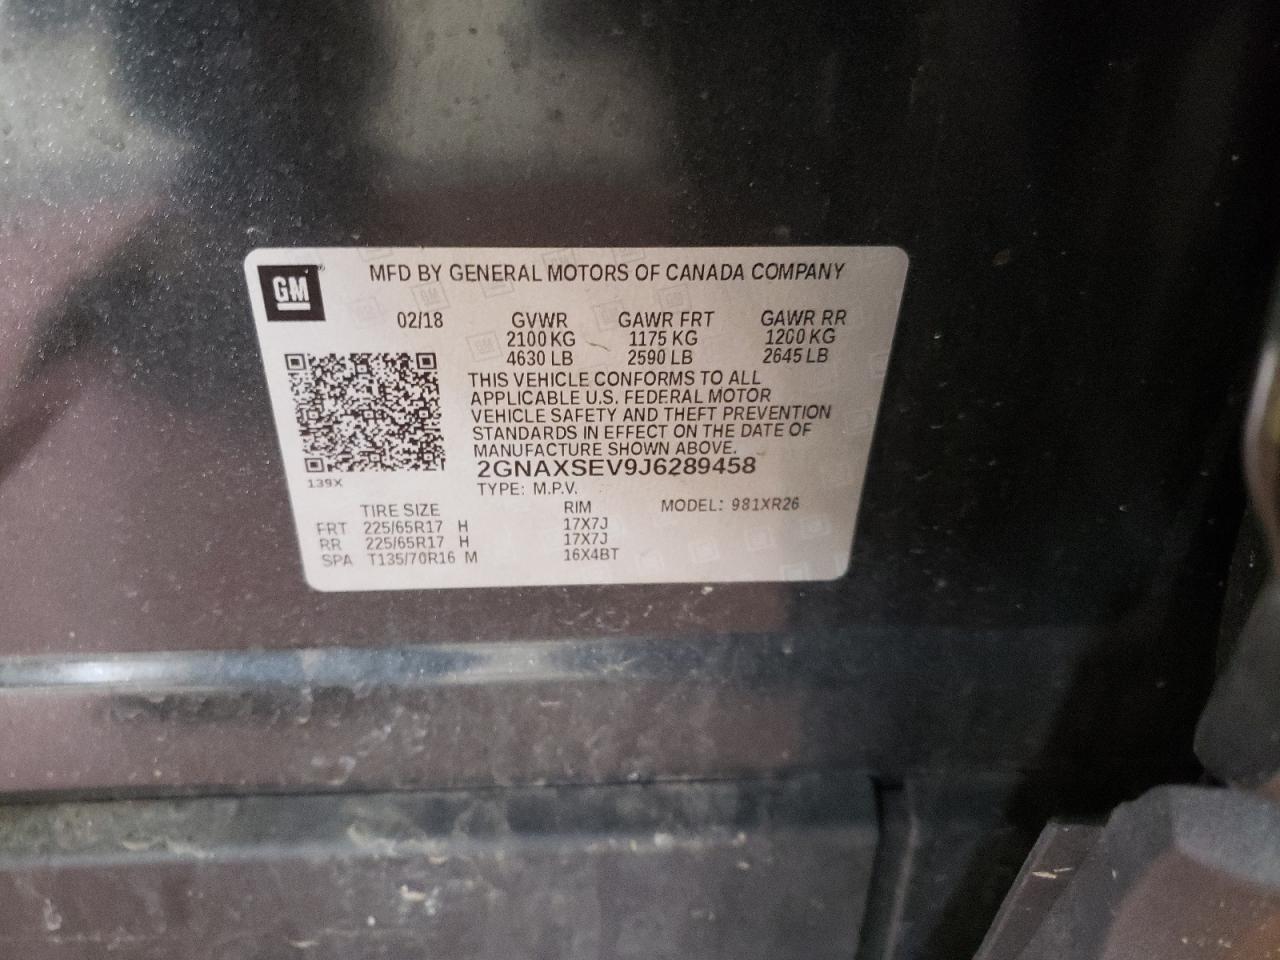 GM
MFD BY GENERAL MOTORS OF CANADA COMPANY
02/18 GVWR GAWR FRT GAWR RR
2100 KG 1175 KG 1200 KG
4630 LB 2590 LB 2645 LB
THIS VEHICLE CONFORMS TO ALL
APPLICABLE U.S. FEDERAL MOTOR
VEHICLE SAFETY AND THEFT PREVENTION
STANDARDS IN EFFECT ON THE DATE OF
MANUFACTURE SHOWN ABOVE.
2GNAXSEV9J6289458
139X
TYPE: M.P.V.
TIRE SIZE RIM MODEL: 981XR26
FRT 225/65R17 H 17X7J
RR 225/65R17 H 17X7J
SPA T135/70R16 M 16X4BT